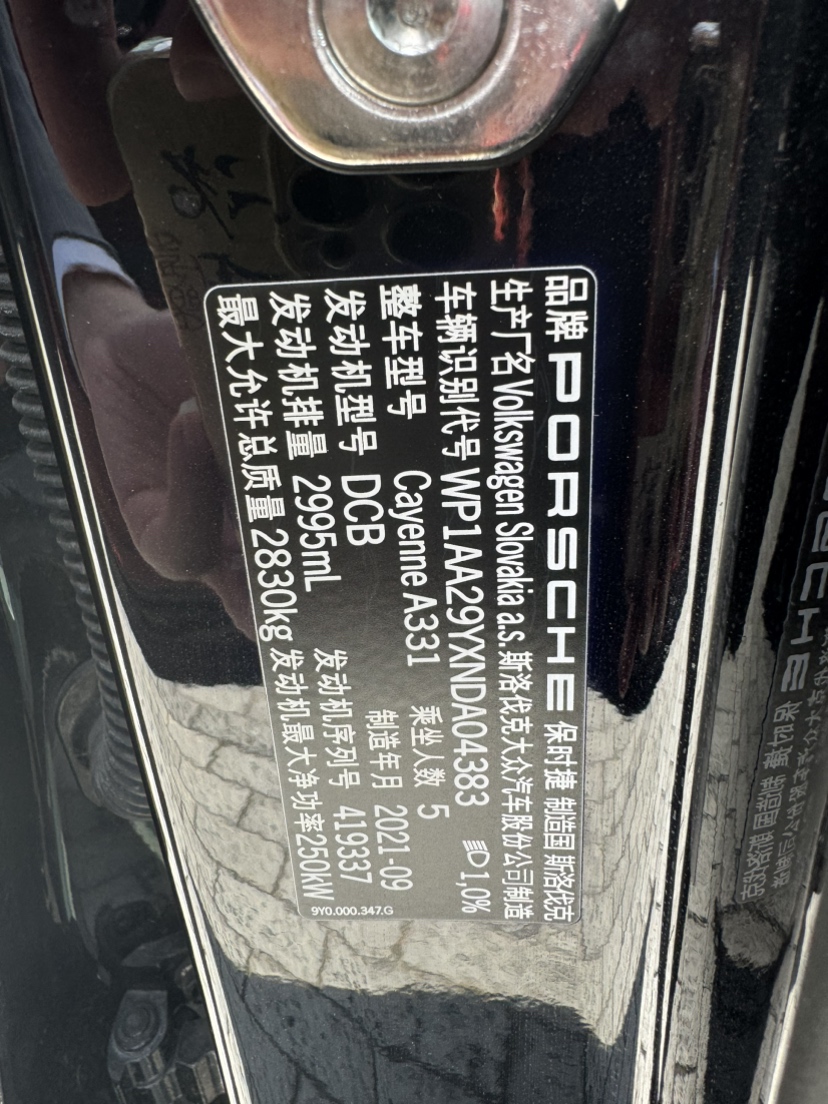 品牌 PORSCHE 保时捷 制造国 斯洛伐克
生产厂名 Volkswagen Slovakia a.s. 斯洛伐克大众汽车股份公司制造
车辆识别代号 WP1AA29YXNDA04383 1,0%
整车型号 Cayenne A331 乘坐人数 5
发动机型号 DCB 制造年月 2021-09
发动机排量 2995mL 发动机序列号 419337
最大允许总质量 2830kg 发动机最大净功率250kW
9Y0.000.347.G